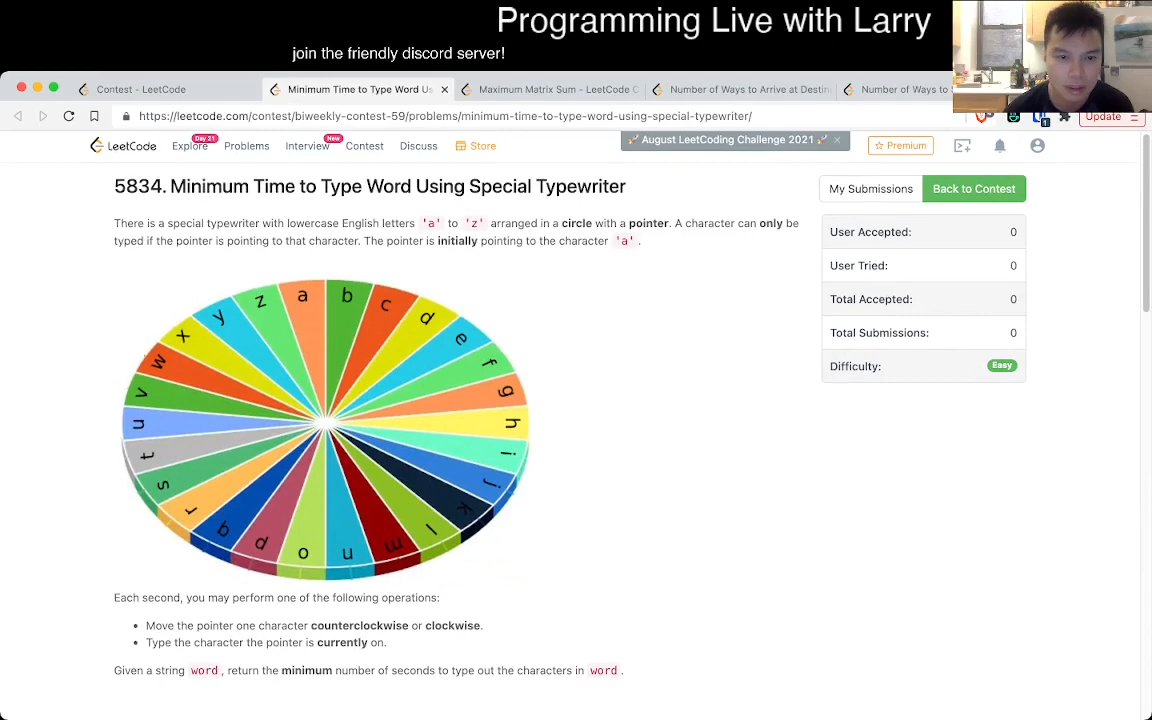 Programming Live with Larry
join the friendly discord server!
Contest - LeetCode
Minimum Time to Type Word Us
Maximum Matrix Sum - LeetCode C
Number of Ways to Arrive at Destin
Number of Ways to
https://leetcode.com/contest/biweekly-contest-59/problems/minimum-time-to-type-word-using-special-typewriter/
Update
1
LeetCode
Explore
Day 21
Problems
Interview
New
Contest
Discuss
Store
August LeetCoding Challenge 2021
Premium
5834. Minimum Time to Type Word Using Special Typewriter
My Submissions
Back to Contest
There is a special typewriter with lowercase English letters 'a' to 'z' arranged in a circle with a pointer. A character can only be
typed if the pointer is pointing to that character. The pointer is initially pointing to the character 'a'.
User Accepted: 0
User Tried: 0
Total Accepted: 0
Total Submissions: 0
Difficulty: Easy
a
b
c
d
e
f
g
h
i
j
k
l
m
n
o
p
q
r
s
t
u
v
w
x
y
z
Each second, you may perform one of the following operations:
• Move the pointer one character counterclockwise or clockwise.
• Type the character the pointer is currently on.
Given a string word, return the minimum number of seconds to type out the characters in word.